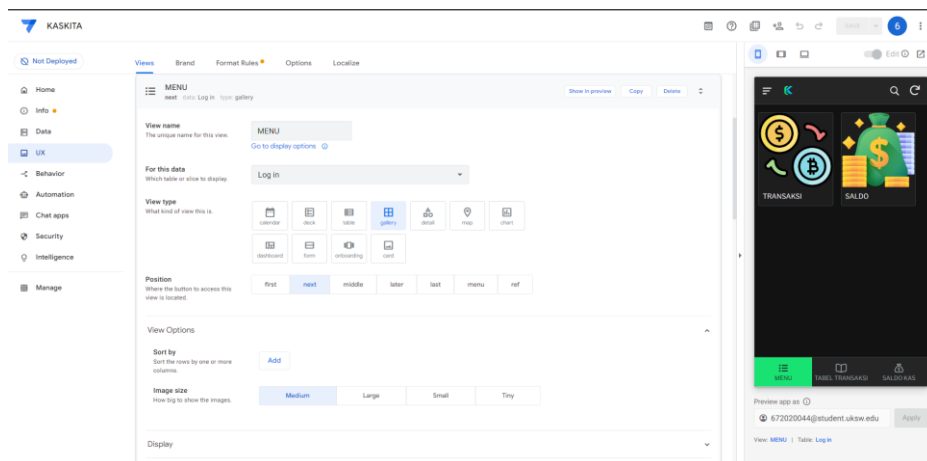 KASKITA
SAVE
6
Not Deployed
Views Brand Format Rules Options Localize
Edit
Home
Info
Data
UX
Behavior
Automation
Chat apps
Security
Intelligence
Manage
MENU
next data: Log in type: gallery
Show in preview Copy Delete
View name
The unique name for this view.
MENU
Go to display options
For this data
Which table or slice to display.
Log in
View type
What kind of view this is.
calendar deck table gallery detail map chart
dashboard form onboarding card
Position
Where the button to access this
view is located.
first next middle later last menu ref
View Options
Sort by
Sort the rows by one or more
columns.
Add
Image size
How big to show the images.
Medium Large Small Tiny
Display
TRANSAKSI SALDO
MENU TABEL TRANSAKSI SALDO KAS
Preview app as
672020044@student.uksw.edu Apply
View: MENU | Table: Log in